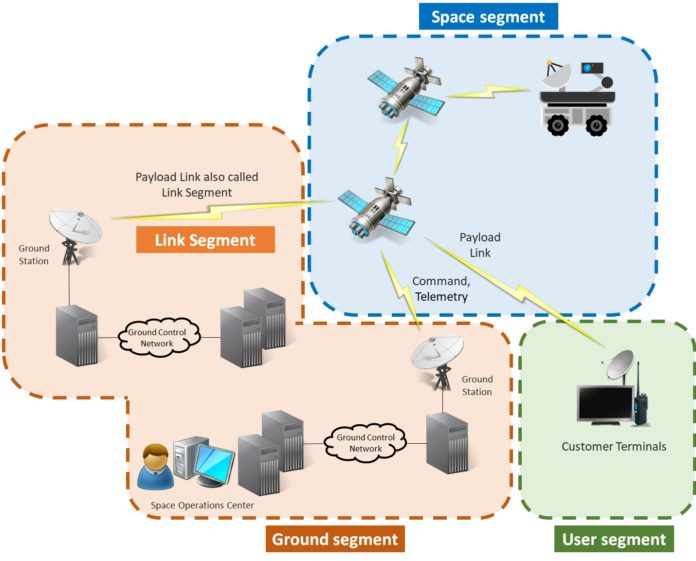 Space segment
Payload Link also called
Link Segment
Link Segment
Ground
Station
Payload
Link
Command,
Telemetry
Ground Control
Network
Ground
Station
Ground Control
Network
Customer Terminals
Space Operations Center
Ground segment
User segment